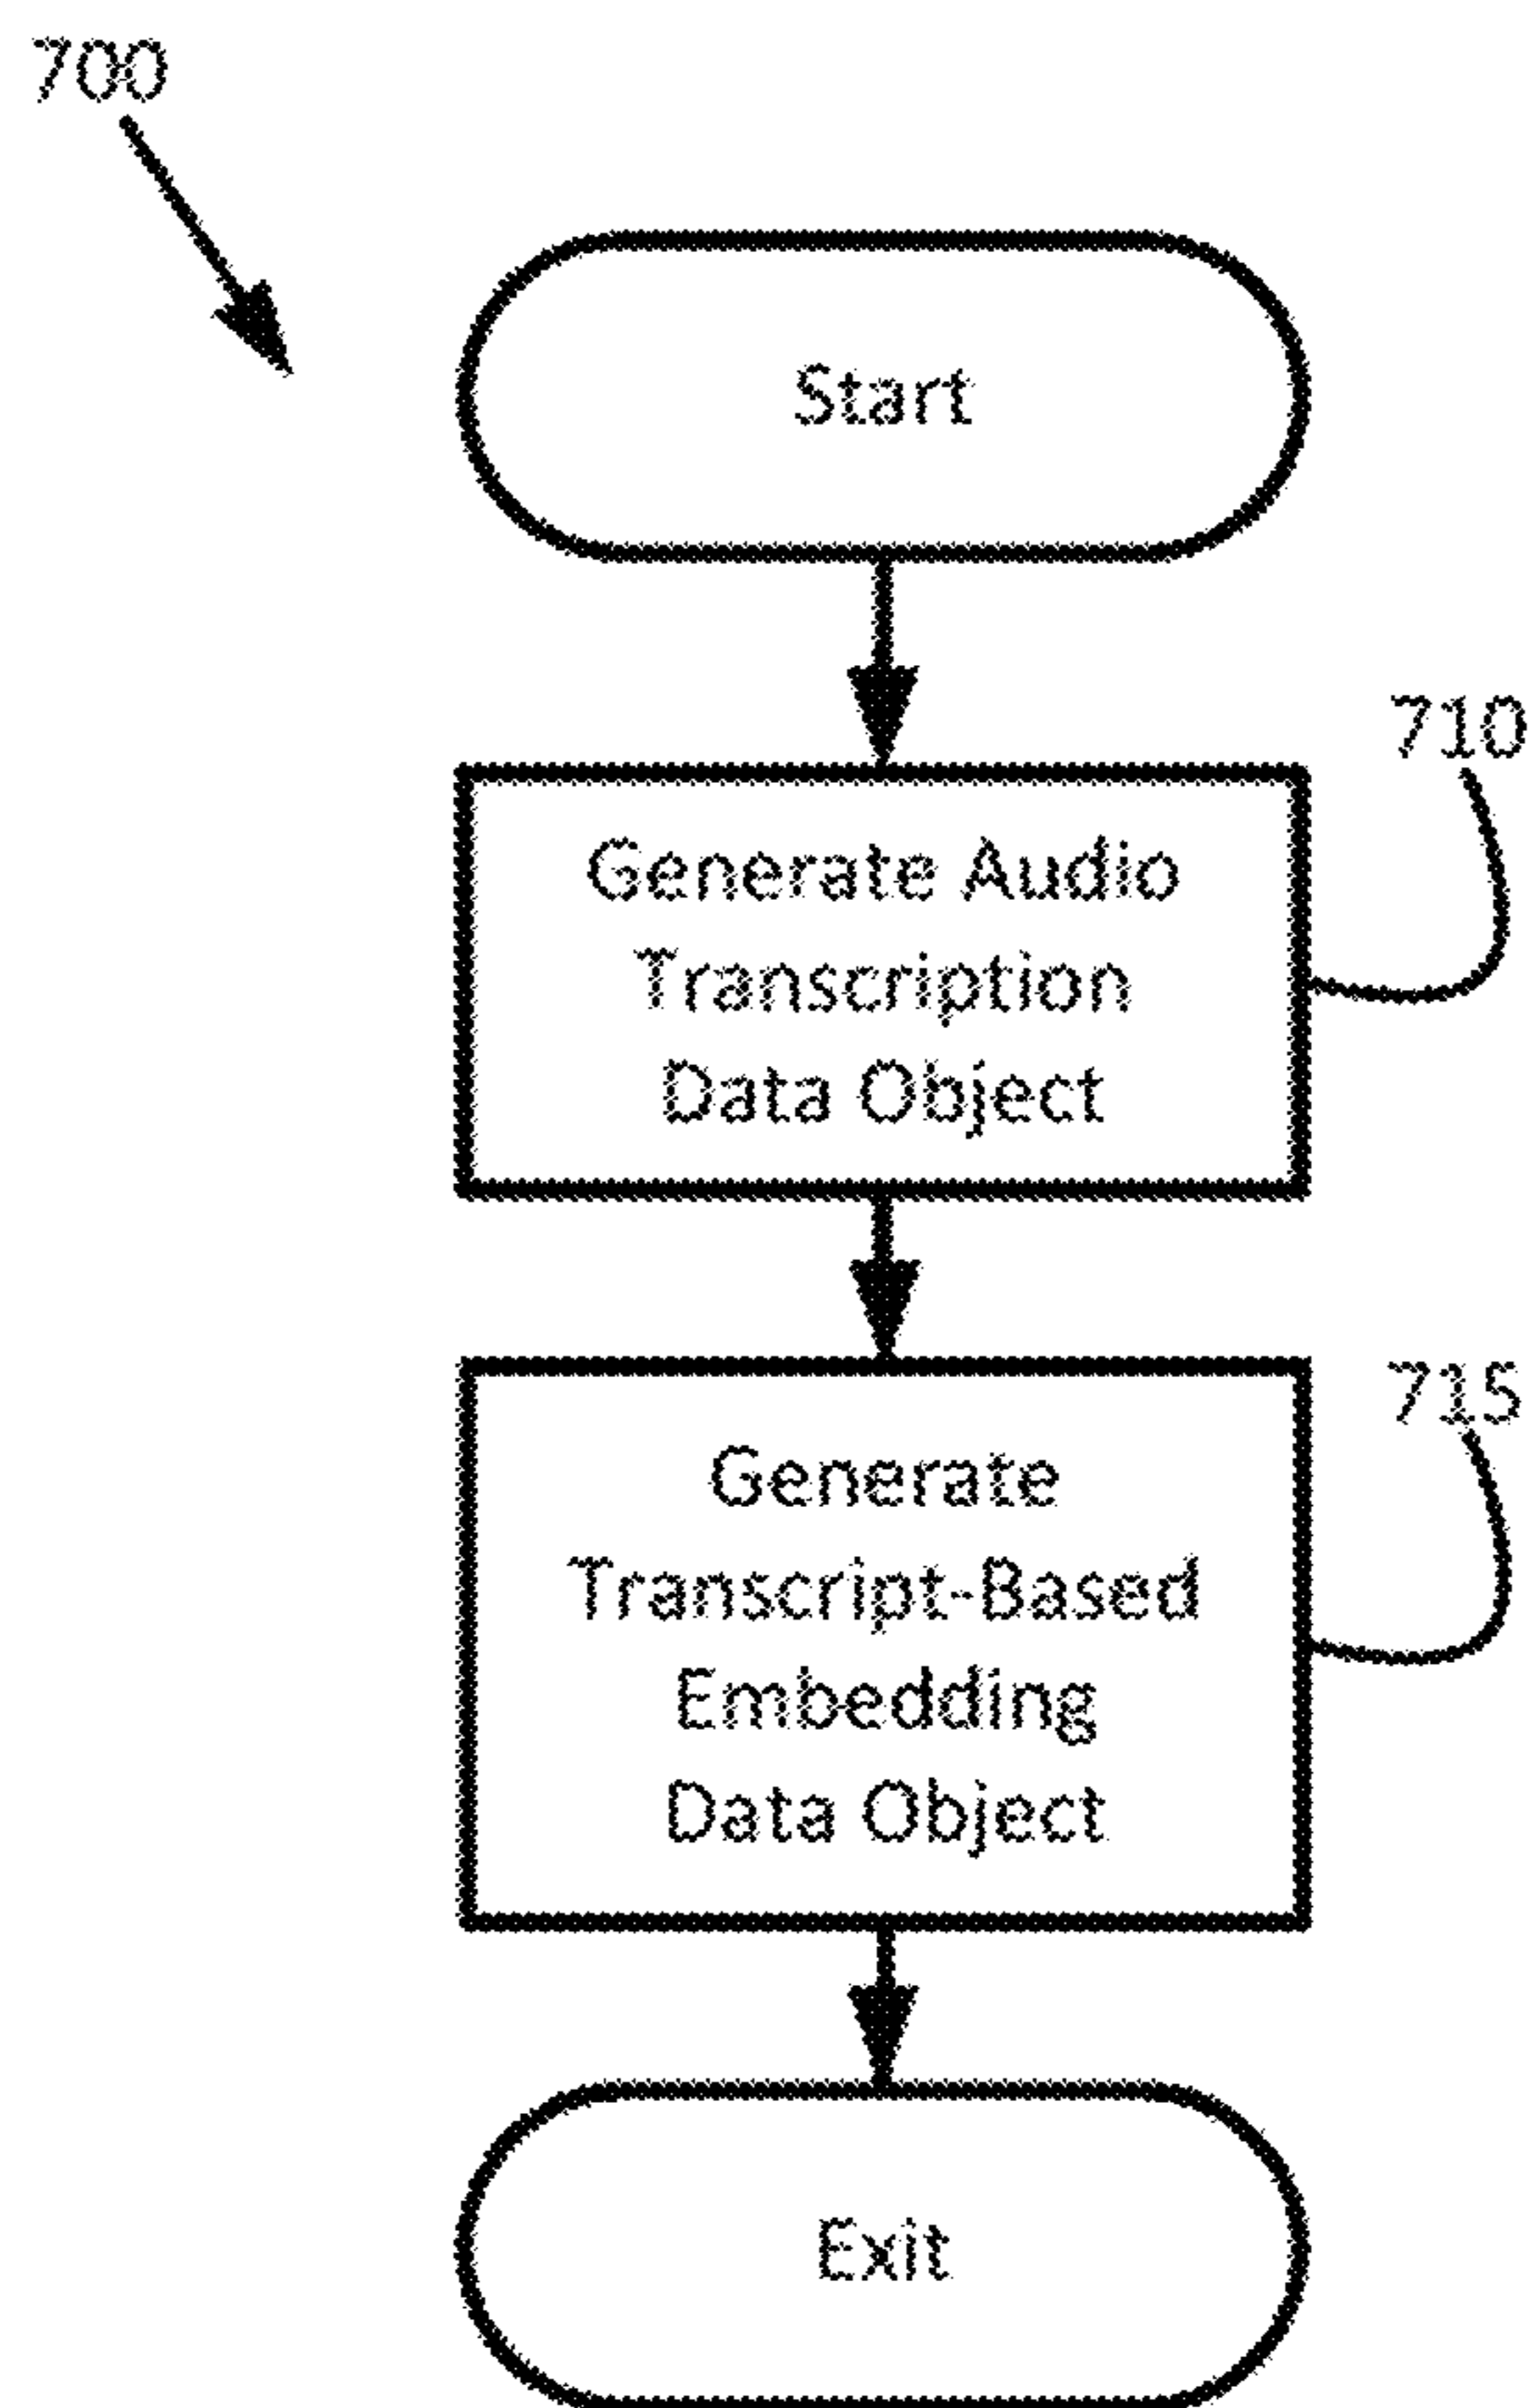 700
Start
710
Generate Audio
Transcription
Data Object
715
Generate
Transcript-Based
Embedding
Data Object
Exit